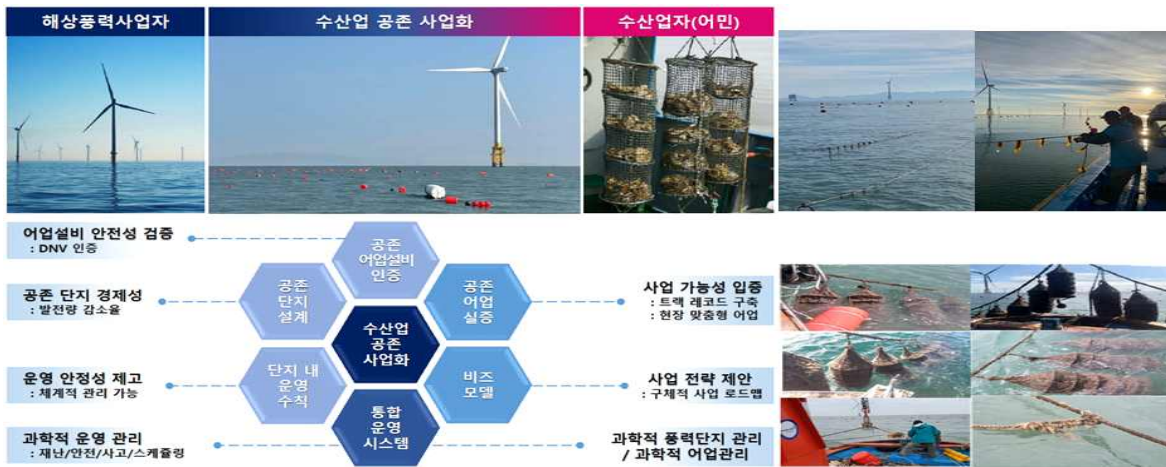 해상풍력사업자
수산업 공존 사업화
수산업자(어민)
어업설비 안전성 검증
: DNV 인증
공존 단지 경제성
: 발전량 감소율
운영 안정성 제고
: 체계적 관리 가능
과학적 운영 관리
: 재난/안전/사고/스케쥴링
공존
어업설비
인증
공존
단지
설계
공존
어업
실증
수산업
공존
사업화
단지 내
운영
수칙
비즈
모델
통합
운영
시스템
사업 가능성 입증
: 트랙 레코드 구축
: 현장 맞춤형 어업
사업 전략 제안
: 구체적 사업 로드맵
과학적 풍력단지 관리
/ 과학적 어업관리